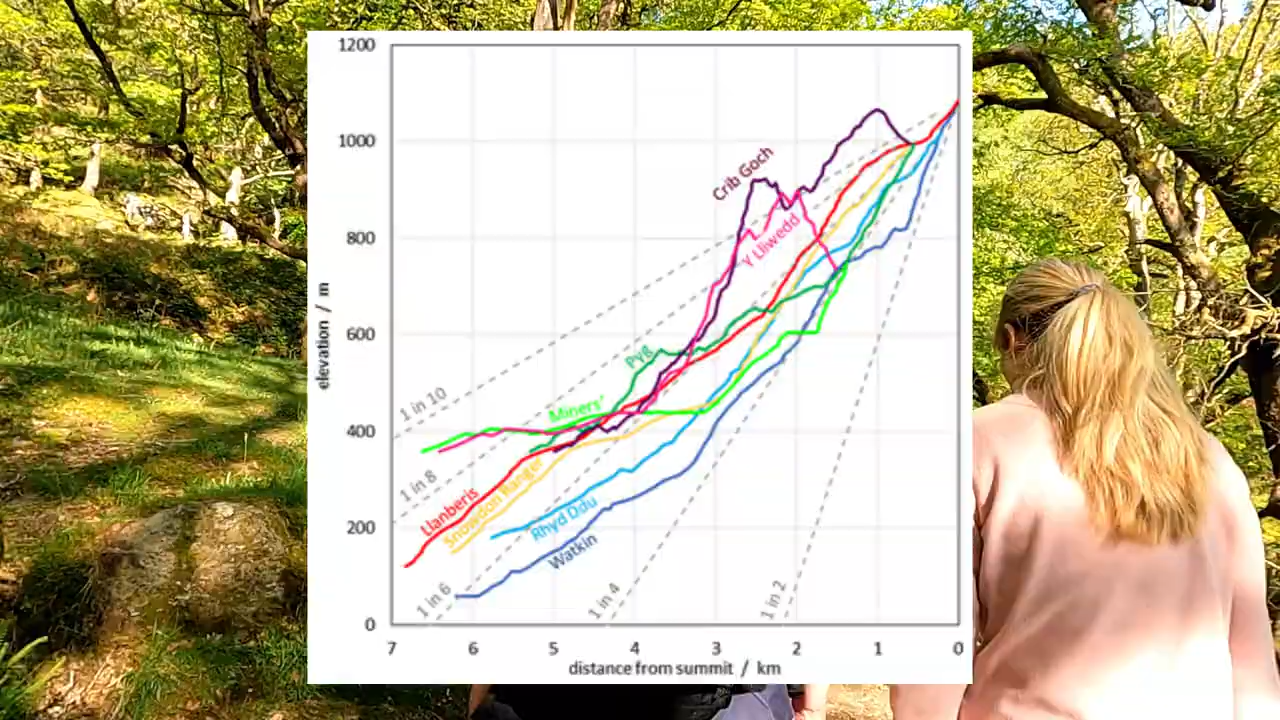 1200
1000
800
600
400
200
0
elevation / m
7 6 5 4 3 2 1 0
distance from summit / km
Crib Goch
Y Lliwedd
Pyg
Miners'
Llanberis
Snowdon Ranger
Rhyd Ddu
Watkin
1 in 10
1 in 8
1 in 6
1 in 4
1 in 2